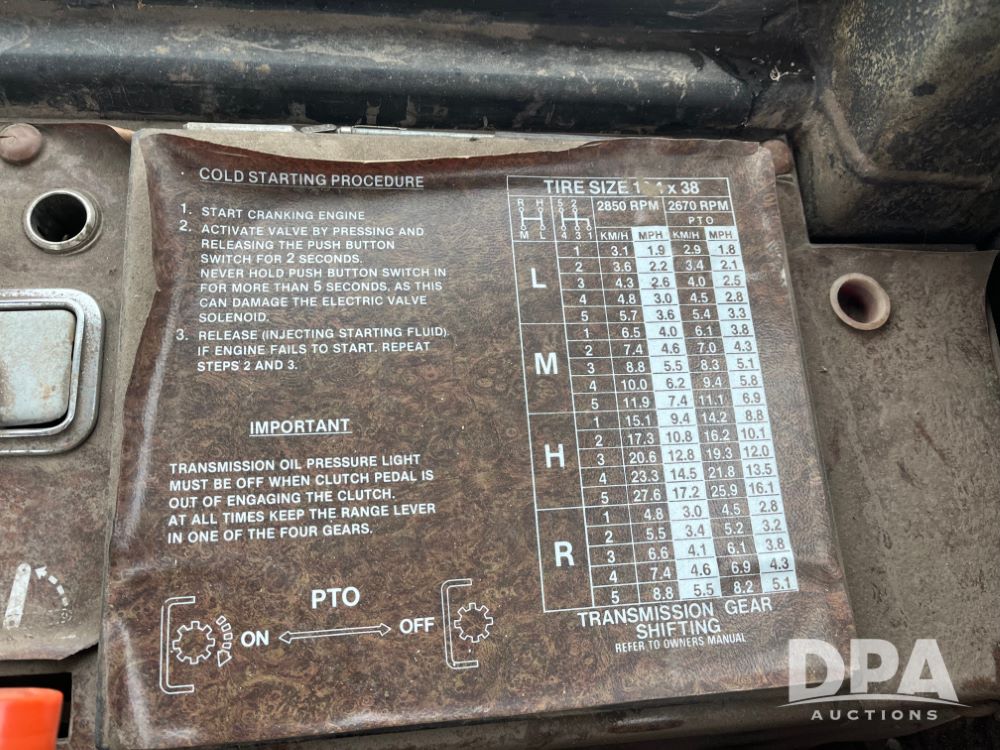 COLD STARTING PROCEDURE
1. START CRANKING ENGINE
2. ACTIVATE VALVE BY PRESSING AND
RELEASING THE PUSH BUTTON
SWITCH FOR 2 SECONDS.
NEVER HOLD PUSH BUTTON SWITCH IN
FOR MORE THAN 5 SECONDS, AS THIS
CAN DAMAGE THE ELECTRIC VALVE
SOLENOID.
3. RELEASE (INJECTING STARTING FLUID).
IF ENGINE FAILS TO START. REPEAT
STEPS 2 AND 3.
IMPORTANT
TRANSMISSION OIL PRESSURE LIGHT
MUST BE OFF WHEN CLUTCH PEDAL IS
OUT OF ENGAGING THE CLUTCH.
AT ALL TIMES KEEP THE RANGE LEVER
IN ONE OF THE FOUR GEARS.
PTO
ON OFF
TIRE SIZE x 38
R H 5 2 2850 RPM 2670 RPM
PTO
M L 4 3 1 KM/H MPH KM/H MPH
L
1 3.1 1.9 2.9 1.8
2 3.6 2.2 3.4 2.1
3 4.3 2.6 4.0 2.5
4 4.8 3.0 4.5 2.8
5 5.7 3.6 5.4 3.3
M
1 6.5 4.0 6.1 3.8
2 7.4 4.6 7.0 4.3
3 8.8 5.5 8.3 5.1
4 10.0 6.2 9.4 5.8
5 11.9 7.4 11.1 6.9
H
1 15.1 9.4 14.2 8.8
2 17.3 10.8 16.2 10.1
3 20.6 12.8 19.3 12.0
4 23.3 14.5 21.8 13.5
5 27.6 17.2 25.9 16.1
R
1 4.8 3.0 4.5 2.8
2 5.5 3.4 5.2 3.2
3 6.6 4.1 6.1 3.8
4 7.4 4.6 6.9 4.3
5 8.8 5.5 8.2 5.1
TRANSMISSION GEAR
SHIFTING
REFER TO OWNERS MANUAL
DPA
AUCTIONS